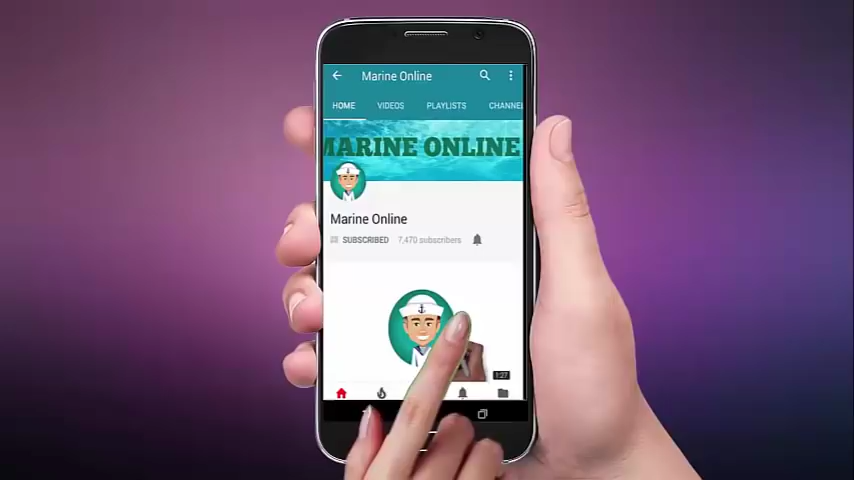 Marine Online
HOME VIDEOS PLAYLISTS CHANNEL
MARINE ONLINE
Marine Online
SUBSCRIBED 7,470 subscribers
1:27